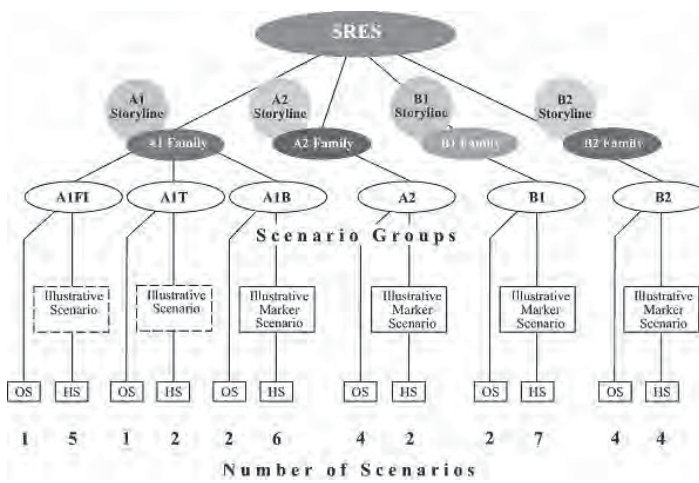 SRES
A1
Storyline
A2
Storyline
B1
Storyline
B2
Storyline
A1 Family
A2 Family
B1 Family
B2 Family
A1FI
A1T
A1B
A2
B1
B2
Scenario Groups
Illustrative
Scenario
Illustrative
Scenario
Illustrative
Marker
Scenario
Illustrative
Marker
Scenario
Illustrative
Marker
Scenario
Illustrative
Marker
Scenario
OS HS OS HS OS HS OS HS OS HS OS HS
1 5 1 2 2 6 4 2 2 7 4 4
Number of Scenarios